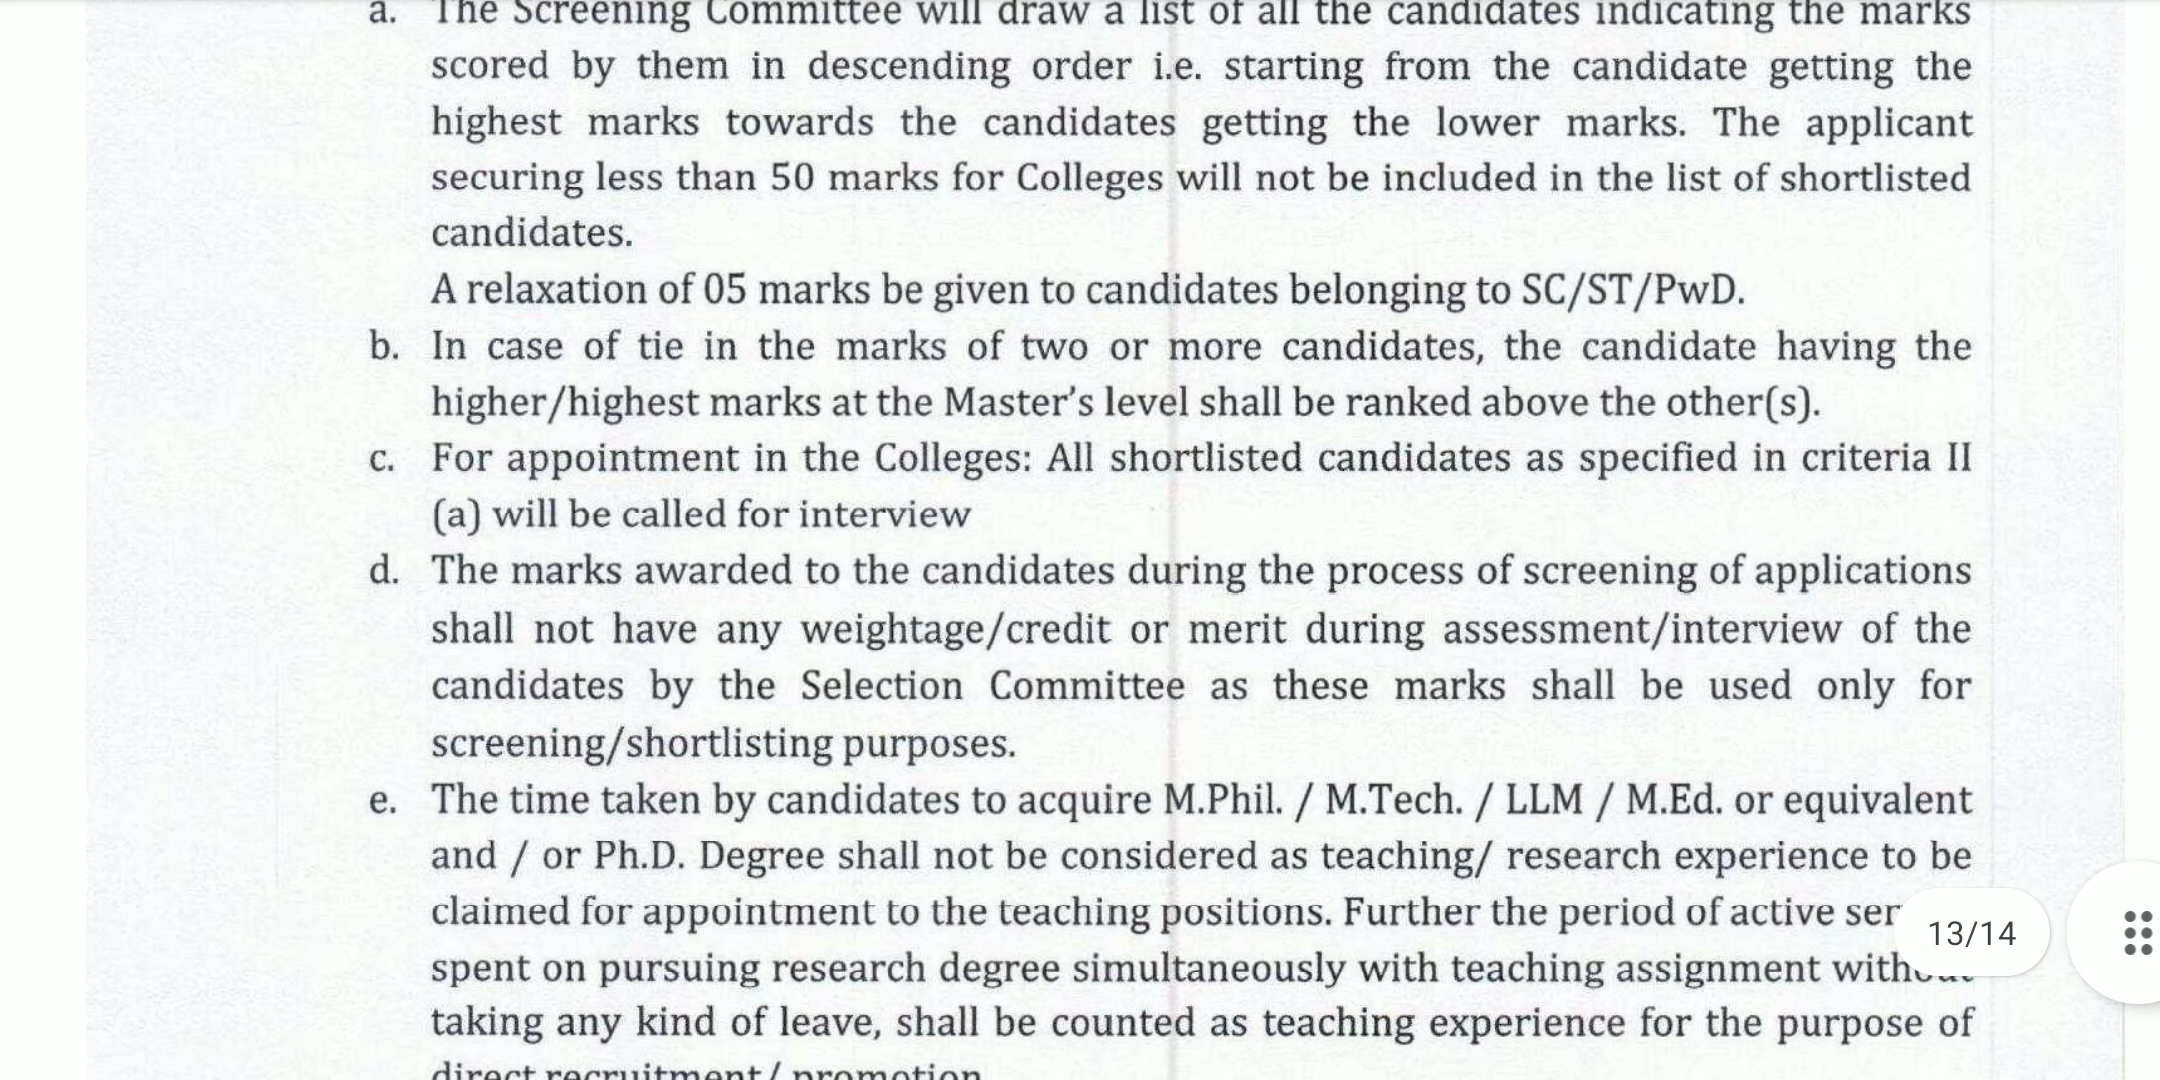 a. The Screening Committee will draw a list of all the candidates indicating the marks
scored by them in descending order i.e. starting from the candidate getting the
highest marks towards the candidates getting the lower marks. The applicant
securing less than 50 marks for Colleges will not be included in the list of shortlisted
candidates.
A relaxation of 05 marks be given to candidates belonging to SC/ST/PwD.
b. In case of tie in the marks of two or more candidates, the candidate having the
higher/highest marks at the Master's level shall be ranked above the other(s).
c. For appointment in the Colleges: All shortlisted candidates as specified in criteria II
(a) will be called for interview
d. The marks awarded to the candidates during the process of screening of applications
shall not have any weightage/credit or merit during assessment/interview of the
candidates by the Selection Committee as these marks shall be used only for
screening/shortlisting purposes.
e. The time taken by candidates to acquire M.Phil. / M.Tech. / LLM / M.Ed. or equivalent
and / or Ph.D. Degree shall not be considered as teaching/ research experience to be
claimed for appointment to the teaching positions. Further the period of active ser
spent on pursuing research degree simultaneously with teaching assignment without
taking any kind of leave, shall be counted as teaching experience for the purpose of
direct recruitment/ promotion
13/14